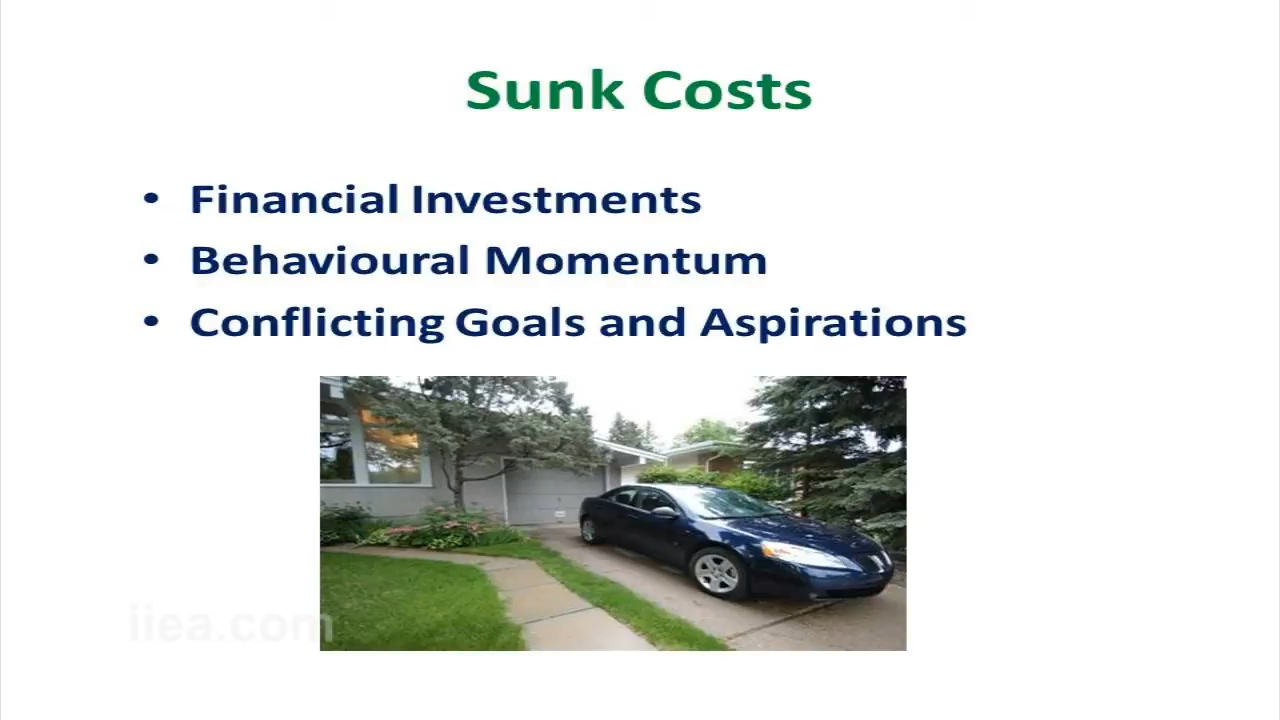 Sunk Costs
• Financial Investments
• Behavioural Momentum
• Conflicting Goals and Aspirations
iiea.com